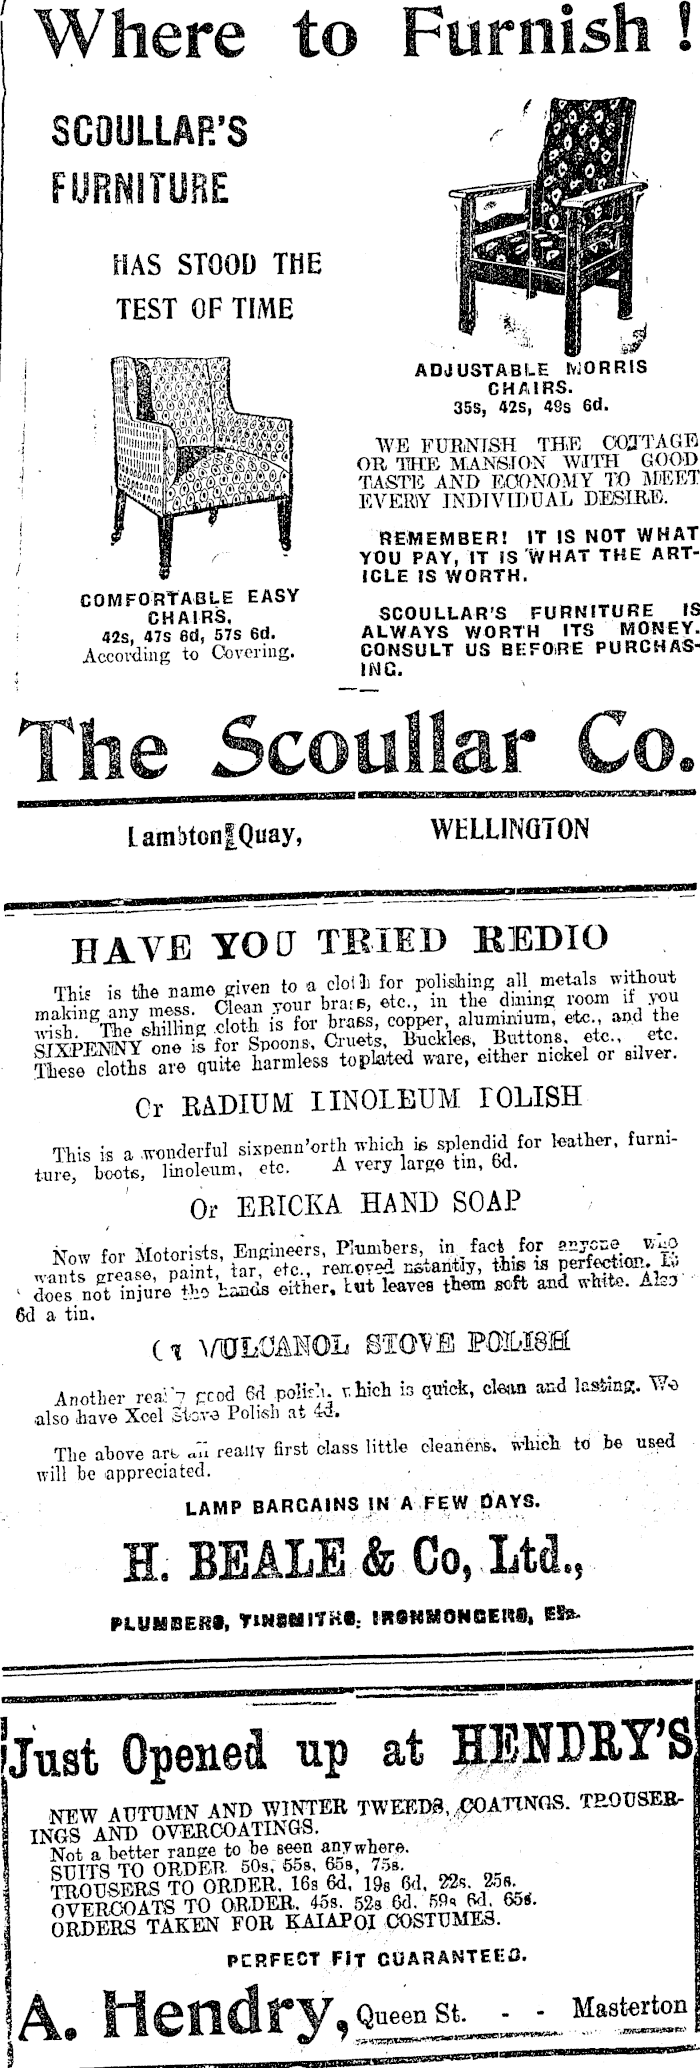 Where to Furnish!
SCOULLAR'S
FURNITURE
HAS STOOD THE
TEST OF TIME
ADJUSTABLE MORRIS
CHAIRS.
35s, 42s, 49s 6d.
WE FURNISH THE COTTAGE
OR THE MANSION WITH GOOD
TASTE AND ECONOMY TO MEET
EVERY INDIVIDUAL DESIRE.
REMEMBER! IT IS NOT WHAT
YOU PAY, IT IS WHAT THE ART-
ICLE IS WORTH.
COMFORTABLE EASY
CHAIRS.
42s, 47s 6d, 57s 6d.
According to Covering.
SCOULLAR'S FURNITURE IS
ALWAYS WORTH ITS MONEY.
CONSULT US BEFORE PURCHAS-
ING.
The Scoullar Co.
Lambton Quay, WELLINGTON
HAVE YOU TRIED REDIO
This is the name given to a cloth for polishing all metals without
making any mess. Clean your brass, etc., in the dining room if you
wish. The shilling cloth is for brass, copper, aluminium, etc., and the
SIXPENNY one is for Spoons, Cruets, Buckles, Buttons, etc., etc.
These cloths are quite harmless toplated ware, either nickel or silver.
Or RADIUM LINOLEUM POLISH
This is a wonderful sixpenn'orth which is splendid for leather, furni-
ture, boots, linoleum, etc. A very large tin, 6d.
Or ERICKA HAND SOAP
Now for Motorists, Engineers, Plumbers, in fact for anyone who
wants grease, paint, tar, etc., removed nstantly, this is perfection. It
does not injure the hands either, but leaves them soft and white. Also
6d a tin.
Or VULCANOL STOVE POLISH
Another really good 6d polish, which is quick, clean and lasting. We
also have Xcel Stove Polish at 4d.
The above are all really first class little cleaners, which to be used
will be appreciated.
LAMP BARGAINS IN A FEW DAYS.
H. BEALE & Co, Ltd.,
PLUMBERS, TINSMITHS, IRONMONGERS, Etc.
Just Opened up at HENDRY'S
NEW AUTUMN AND WINTER TWEEDS, COATINGS. TROUSER-
INGS AND OVERCOATINGS.
Not a better range to be seen anywhere.
SUITS TO ORDER 50s, 55s, 65s, 75s.
TROUSERS TO ORDER. 16s 6d, 19s 6d, 22s. 25s.
OVERCOATS TO ORDER. 45s. 52s 6d. 59s 6d. 65s.
ORDERS TAKEN FOR KAIAPOI COSTUMES.
PERFECT FIT GUARANTEED.
A. Hendry, Queen St. - - Masterton